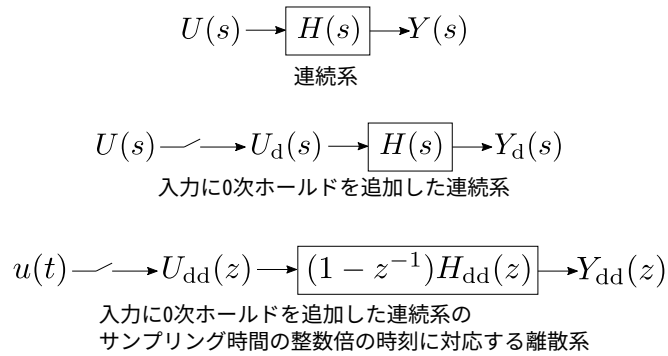 U(s) H(s) Y(s)
連続系
U(s) U_d(s) H(s) Y_d(s)
入力に0次ホールドを追加した連続系
u(t) U_dd(z) (1 − z^{−1})H_dd(z) Y_dd(z)
入力に0次ホールドを追加した連続系の
サンプリング時間の整数倍の時刻に対応する離散系